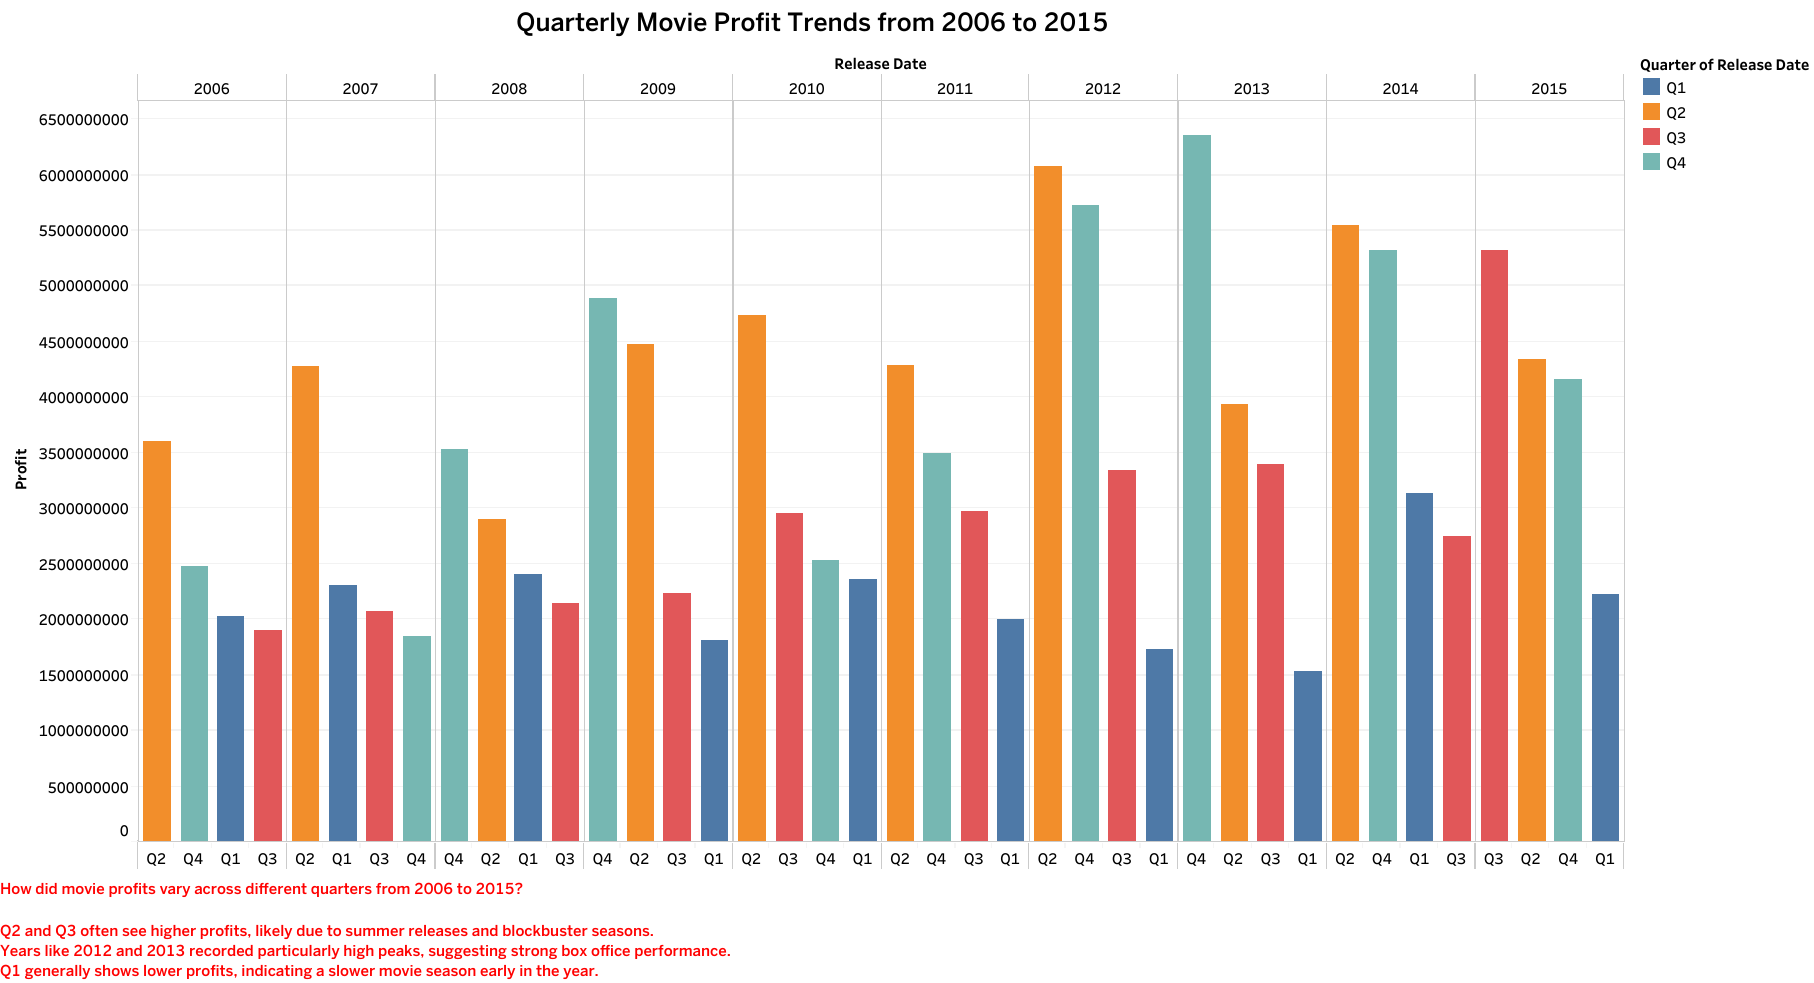 Quarterly Movie Profit Trends from 2006 to 2015
Release Date
2006 2007 2008 2009 2010 2011 2012 2013 2014 2015
Quarter of Release Date
Q1
Q2
Q3
Q4
6500000000
6000000000
5500000000
5000000000
4500000000
4000000000
3500000000
3000000000
2500000000
2000000000
1500000000
1000000000
500000000
0
Profit
Q2 Q4 Q1 Q3 Q2 Q1 Q3 Q4 Q4 Q2 Q1 Q3 Q4 Q2 Q3 Q1 Q2 Q3 Q4 Q1 Q2 Q4 Q3 Q1 Q2 Q4 Q3 Q1 Q4 Q2 Q3 Q1 Q2 Q4 Q1 Q3 Q3 Q2 Q4 Q1
How did movie profits vary across different quarters from 2006 to 2015?
Q2 and Q3 often see higher profits, likely due to summer releases and blockbuster seasons.
Years like 2012 and 2013 recorded particularly high peaks, suggesting strong box office performance.
Q1 generally shows lower profits, indicating a slower movie season early in the year.